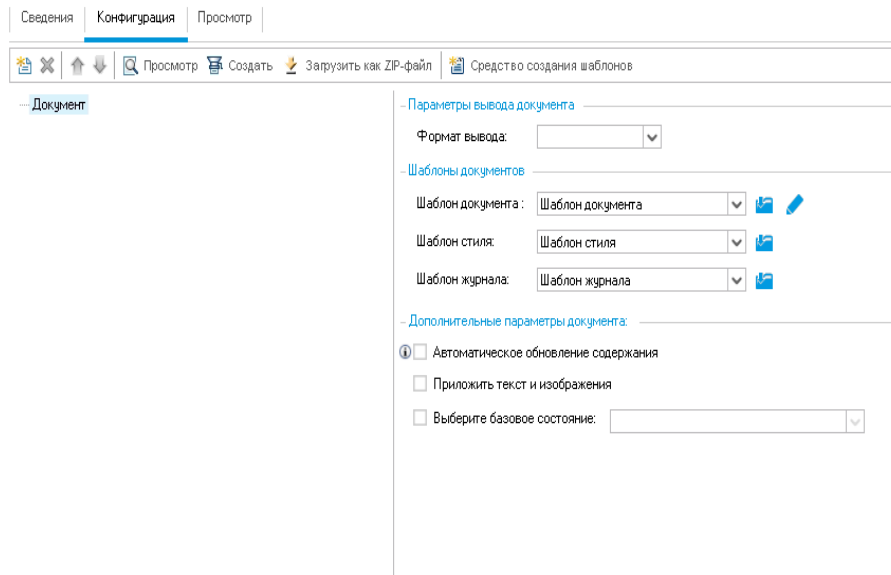 Сведения Конфигурация Просмотр
Просмотр Создать Загрузить как ZIP-файл Средство создания шаблонов
Документ
Параметры вывода документа
Формат вывода:
Шаблоны документов
Шаблон документа : Шаблон документа
Шаблон стиля: Шаблон стиля
Шаблон журнала: Шаблон журнала
Дополнительные параметры документа:
Автоматическое обновление содержания
Приложить текст и изображения
Выберите базовое состояние: